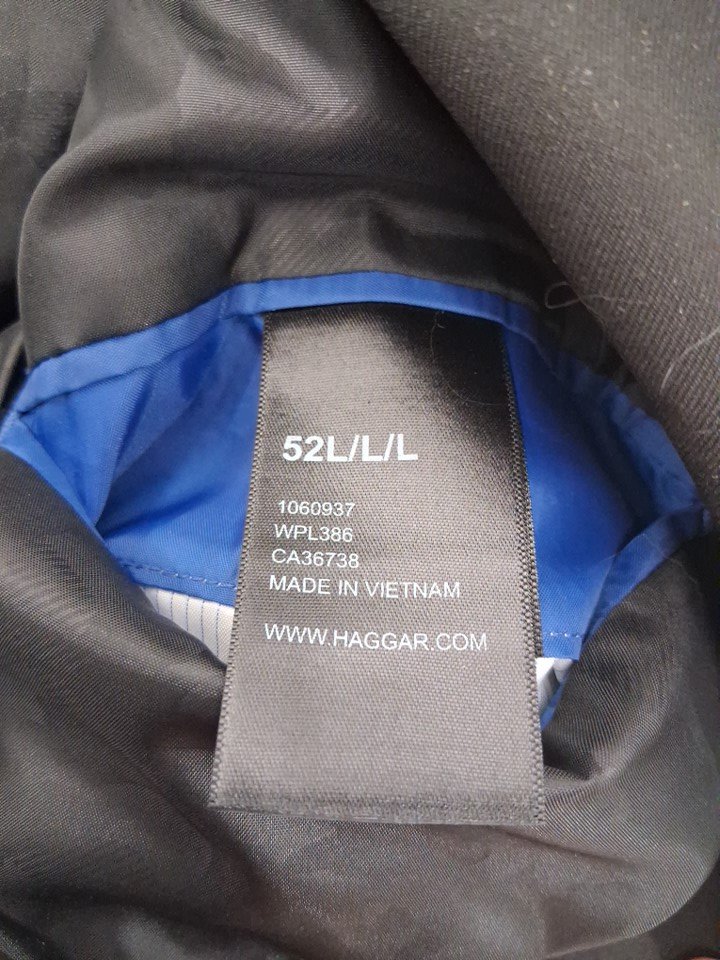 52L/L/L
1060937
WPL386
CA36738
MADE IN VIETNAM
WWW.HAGGAR.COM